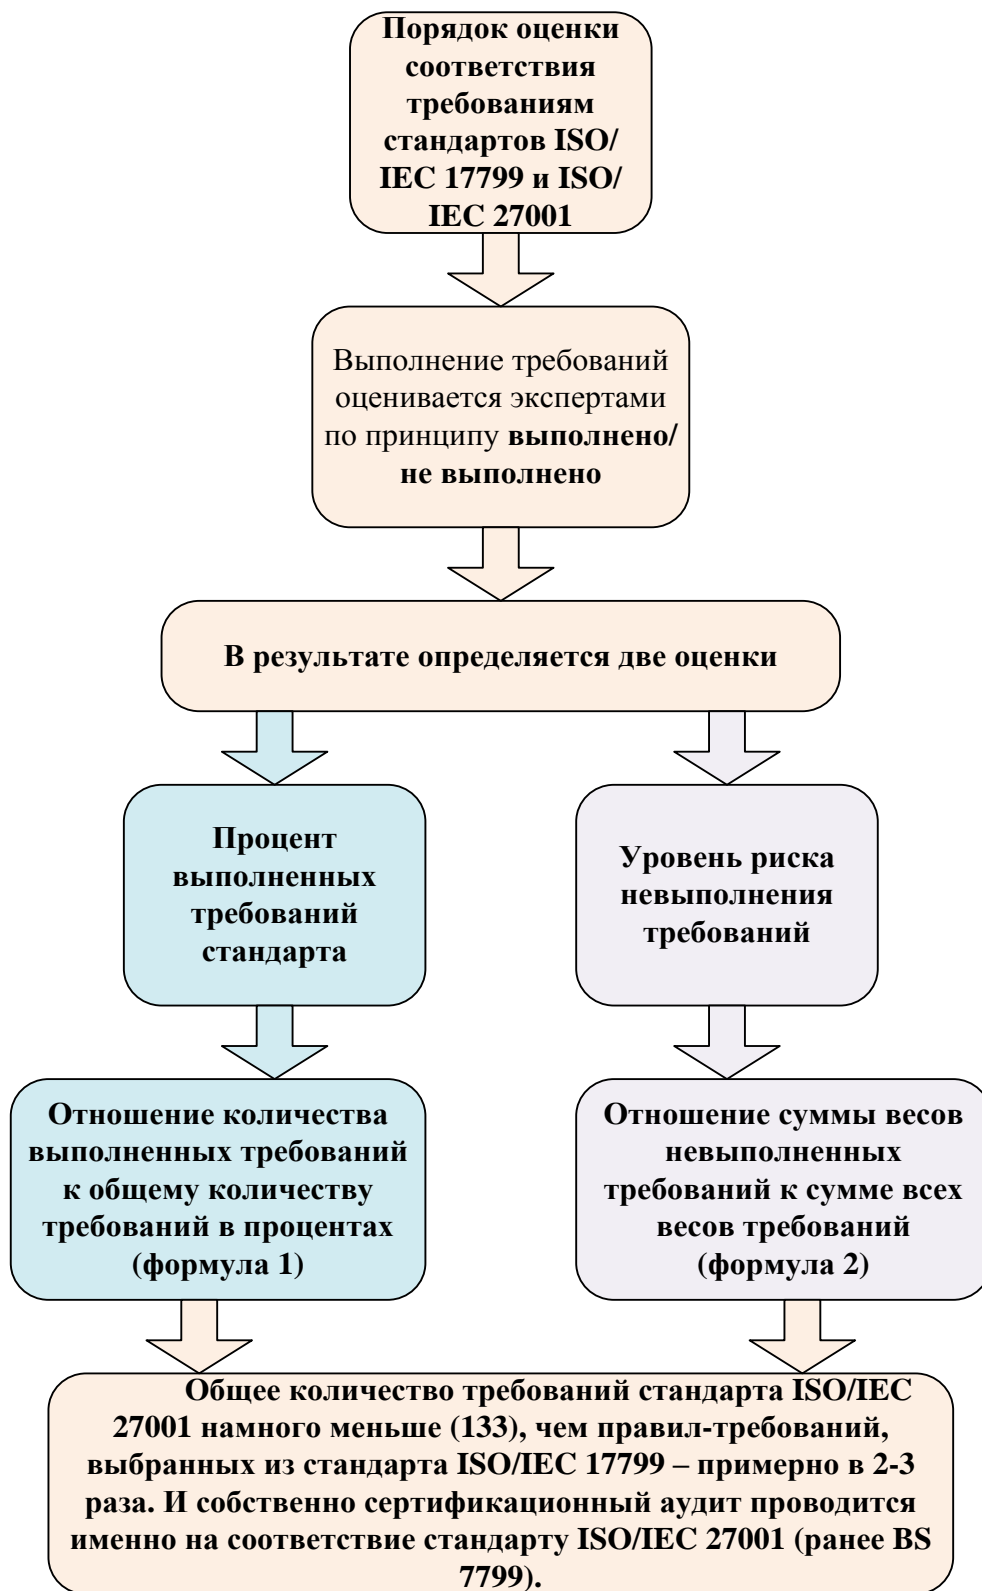 Порядок оценки
соответствия
требованиям
стандартов ISO/
IEC 17799 и ISO/
IEC 27001
Выполнение требований
оценивается экспертами
по принципу выполнено/
не выполнено
В результате определяется две оценки
Процент
выполненных
требований
стандарта
Уровень риска
невыполнения
требований
Отношение количества
выполненных требований
к общему количеству
требований в процентах
(формула 1)
Отношение суммы весов
невыполненных
требований к сумме всех
весов требований
(формула 2)
Общее количество требований стандарта ISO/IEC
27001 намного меньше (133), чем правил-требований,
выбранных из стандарта ISO/IEC 17799 – примерно в 2-3
раза. И собственно сертификационный аудит проводится
именно на соответствие стандарту ISO/IEC 27001 (ранее BS
7799).